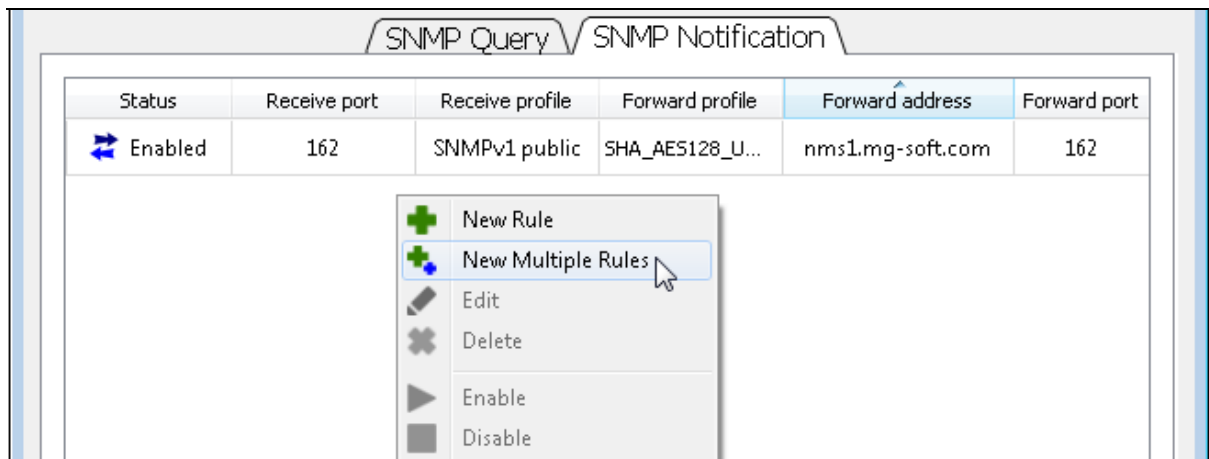 SNMP Query SNMP Notification
Status Receive port Receive profile Forward profile Forward address Forward port
Enabled 162 SNMPv1 public SHA_AES128_U... nms1.mg-soft.com 162
New Rule
New Multiple Rules
Edit
Delete
Enable
Disable